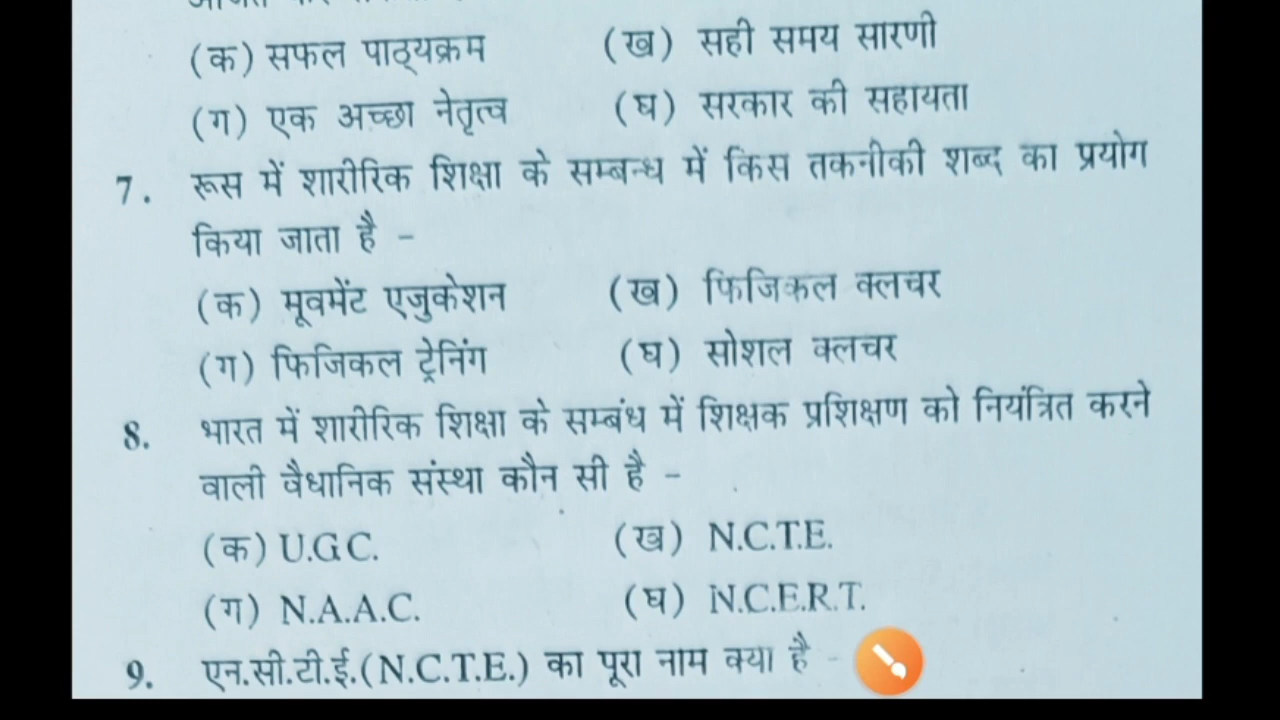 (क) सफल पाठ्यक्रम (ख) सही समय सारणी
(ग) एक अच्छा नेतृत्व (घ) सरकार की सहायता
7. रूस में शारीरिक शिक्षा के सम्बन्ध में किस तकनीकी शब्द का प्रयोग
किया जाता है -
(क) मूवमेंट एजुकेशन (ख) फिजिकल क्लचर
(ग) फिजिकल ट्रेनिंग (घ) सोशल क्लचर
8. भारत में शारीरिक शिक्षा के सम्बंध में शिक्षक प्रशिक्षण को नियंत्रित करने
वाली वैधानिक संस्था कौन सी है -
(क) U.G.C. (ख) N.C.T.E.
(ग) N.A.A.C. (घ) N.C.E.R.T.
9. एन.सी.टी.ई.(N.C.T.E.) का पूरा नाम क्या है -